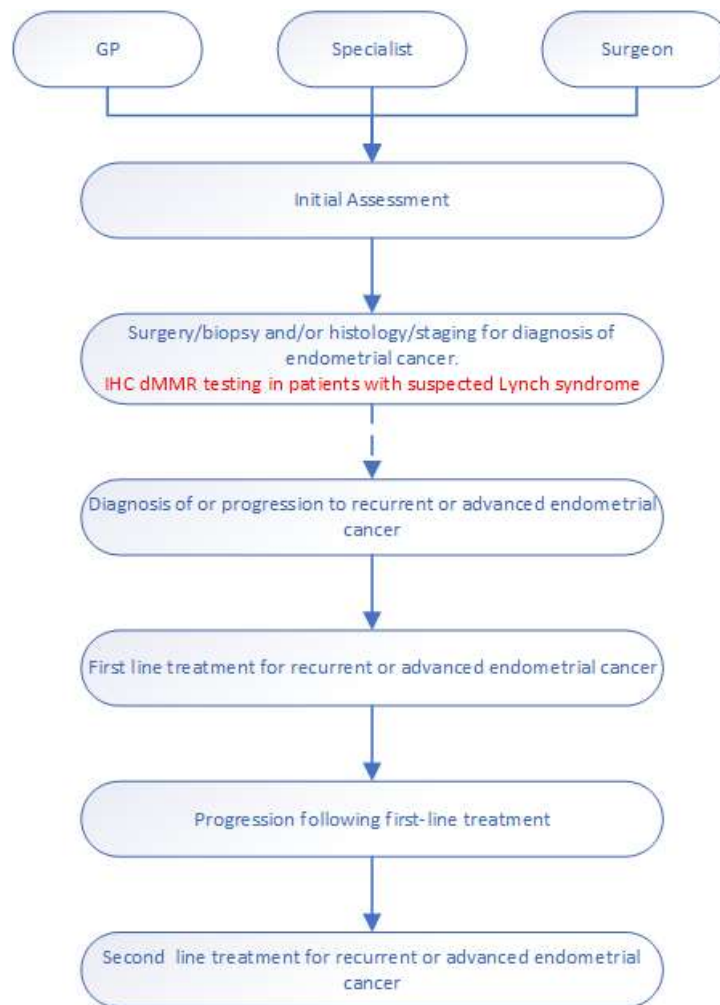 GP
Specialist
Surgeon
Initial Assessment
Surgery/biopsy and/or histology/staging for diagnosis of
endometrial cancer.
IHC dMMR testing in patients with suspected Lynch syndrome
Diagnosis of or progression to recurrent or advanced endometrial
cancer
First line treatment for recurrent or advanced endometrial cancer
Progression following first-line treatment
Second line treatment for recurrent or advanced endometrial
cancer